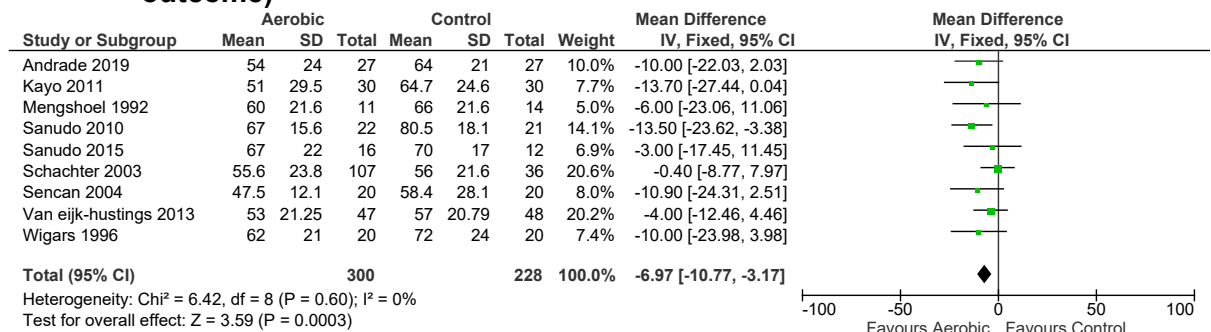 outcome)
Aerobic Control Mean Difference Mean Difference
Study or Subgroup Mean SD Total Mean SD Total Weight IV, Fixed, 95% CI IV, Fixed, 95% CI
Andrade 2019 54 24 27 64 21 27 10.0% -10.00 [-22.03, 2.03]
Kayo 2011 51 29.5 30 64.7 24.6 30 7.7% -13.70 [-27.44, 0.04]
Mengshoel 1992 60 21.6 11 66 21.6 14 5.0% -6.00 [-23.06, 11.06]
Sanudo 2010 67 15.6 22 80.5 18.1 21 14.1% -13.50 [-23.62, -3.38]
Sanudo 2015 67 22 16 70 17 12 6.9% -3.00 [-17.45, 11.45]
Schachter 2003 55.6 23.8 107 56 21.6 36 20.6% -0.40 [-8.77, 7.97]
Sencan 2004 47.5 12.1 20 58.4 28.1 20 8.0% -10.90 [-24.31, 2.51]
Van eijk-hustings 2013 53 21.25 47 57 20.79 48 20.2% -4.00 [-12.46, 4.46]
Wigars 1996 62 21 20 72 24 20 7.4% -10.00 [-23.98, 3.98]
Total (95% CI) 300 228 100.0% -6.97 [-10.77, -3.17]
Heterogeneity: Chi² = 6.42, df = 8 (P = 0.60); I² = 0%
Test for overall effect: Z = 3.59 (P = 0.0003)
-100 -50 0 50 100
Favours Aerobic Favours Control